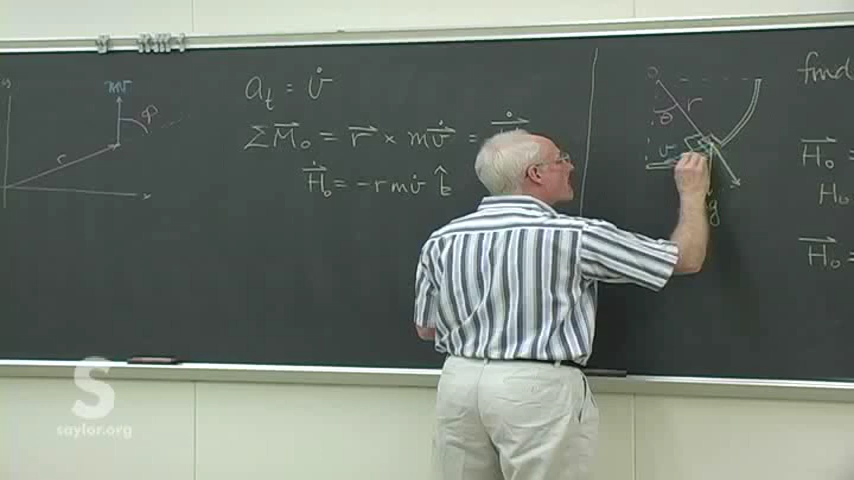 mv
φ
r
x
a_t = v̇
ΣM⃗_o = r⃗ × mv⃗̇ =
H⃗̇_o = -r m v̇ k̂
o
r
θ
v
g
find
H⃗_o =
H_o
H⃗_o =
S
saylor.org